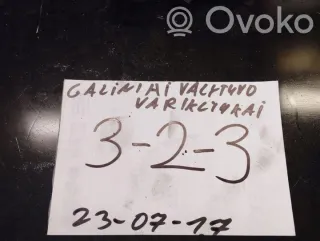 Ovoko
GALINIAI VALYTUVO
VARIKLIUKAI
3-2-3
23-07-17